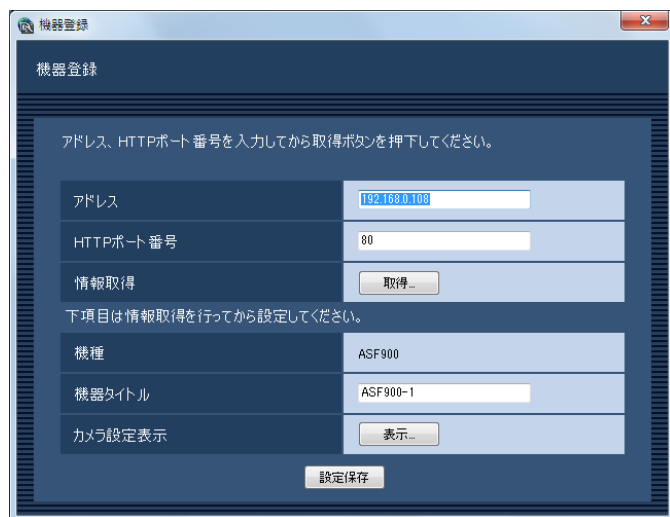 機器登録
機器登録
アドレス、HTTPポート番号を入力してから取得ボタンを押下してください。
アドレス 192.168.0.108
HTTPポート番号 80
情報取得 取得...
下項目は情報取得を行ってから設定してください。
機種 ASF900
機器タイトル ASF900-1
カメラ設定表示 表示...
設定保存